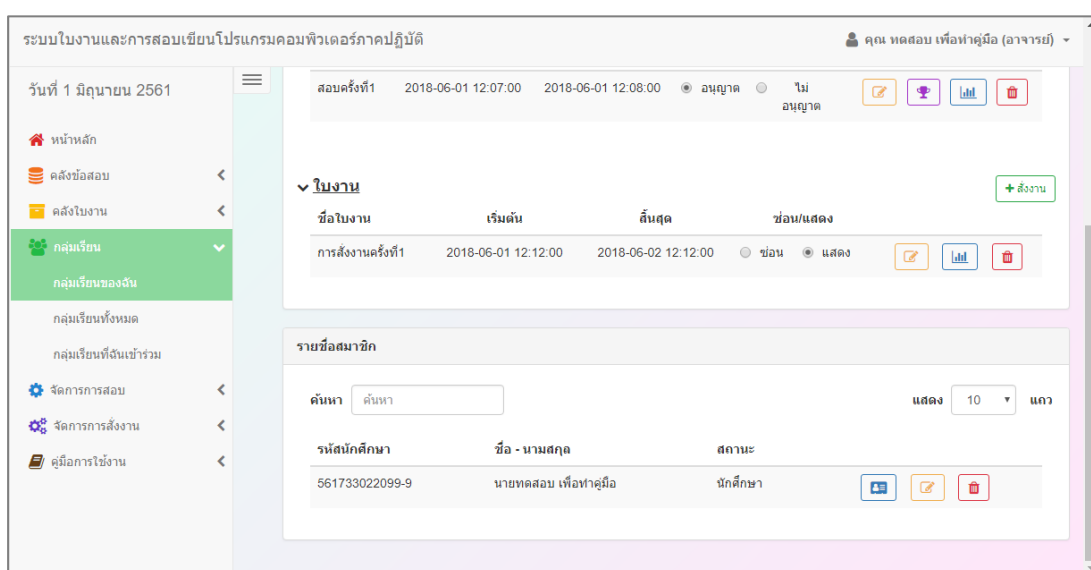 ระบบใบงานและการสอบเขียนโปรแกรมคอมพิวเตอร์ภาคปฏิบัติ
คุณ ทดสอบ เพื่อทำคู่มือ (อาจารย์)
วันที่ 1 มิถุนายน 2561
หน้าหลัก
คลังข้อสอบ
คลังใบงาน
กลุ่มเรียน
กลุ่มเรียนของฉัน
กลุ่มเรียนทั้งหมด
กลุ่มเรียนที่ฉันเข้าร่วม
จัดการการสอบ
จัดการการสั่งงาน
คู่มือการใช้งาน
สอบครั้งที่1 2018-06-01 12:07:00 2018-06-01 12:08:00 อนุญาต ไม่
อนุญาต
ใบงาน
+ สั่งงาน
ชื่อใบงาน เริ่มต้น สิ้นสุด ซ่อน/แสดง
การสั่งงานครั้งที่1 2018-06-01 12:12:00 2018-06-02 12:12:00 ซ่อน แสดง
รายชื่อสมาชิก
ค้นหา ค้นหา แสดง 10 แถว
รหัสนักศึกษา ชื่อ - นามสกุล สถานะ
561733022099-9 นายทดสอบ เพื่อทำคู่มือ นักศึกษา